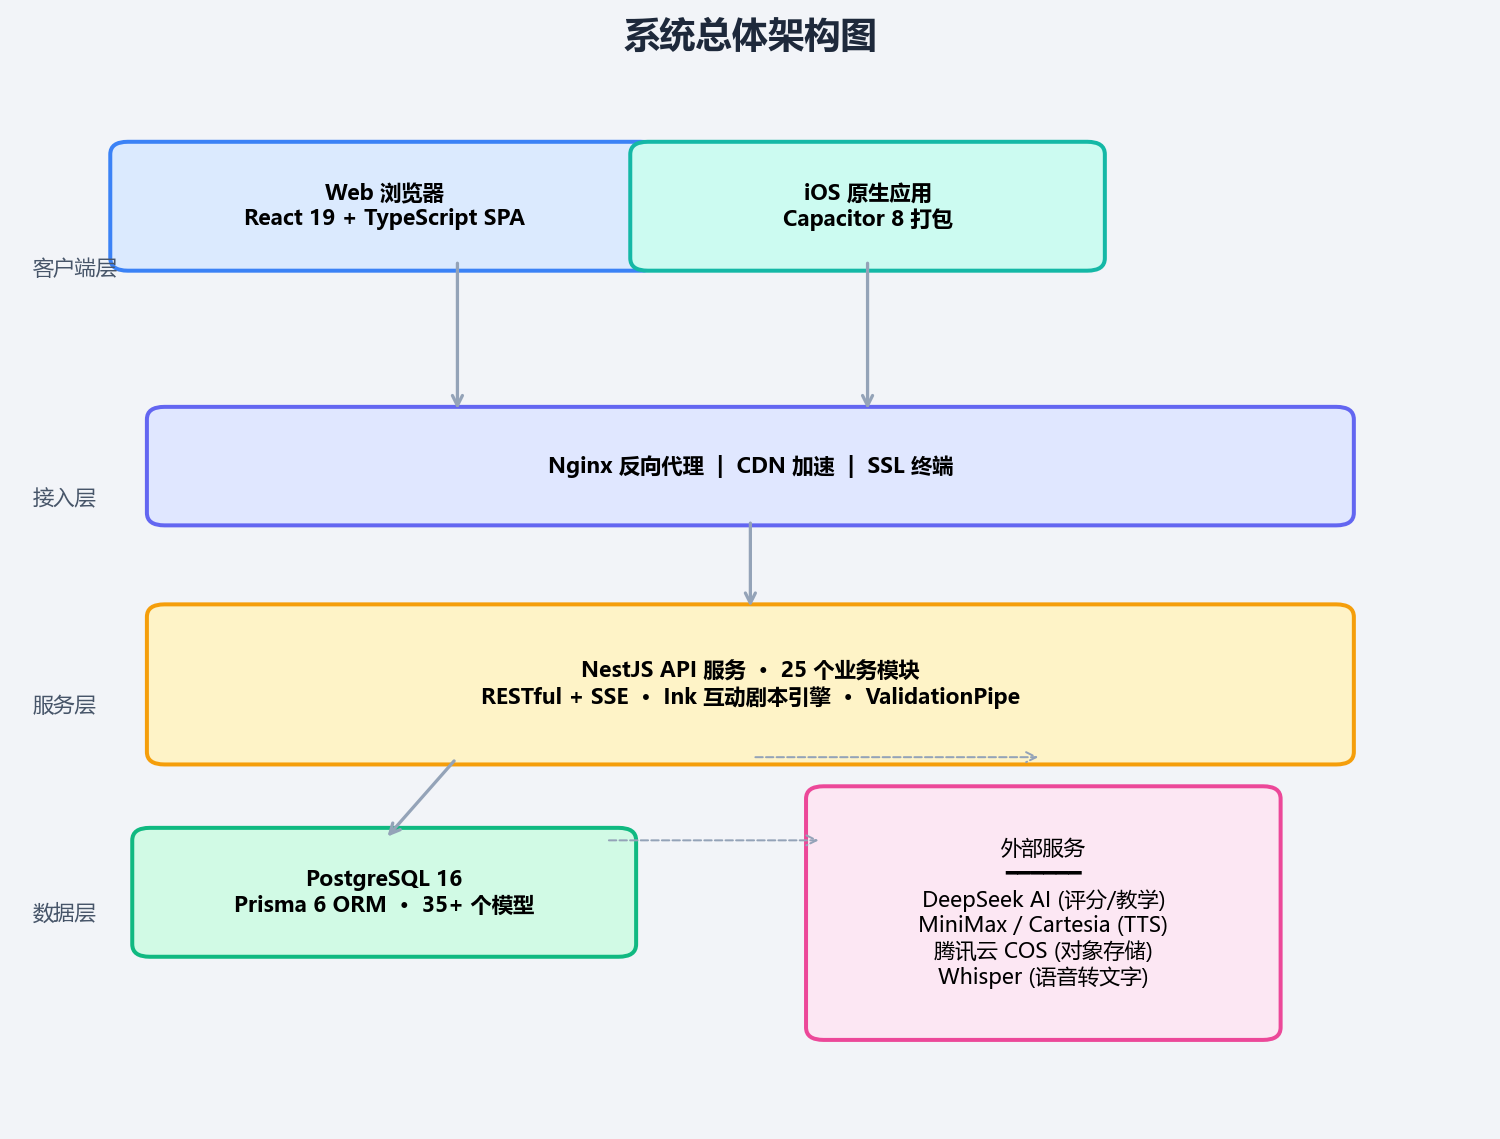 系统总体架构图
Web 浏览器
React 19 + TypeScript SPA
iOS 原生应用
Capacitor 8 打包
客户端层
Nginx 反向代理 | CDN 加速 | SSL 终端
接入层
NestJS API 服务 • 25 个业务模块
RESTful + SSE • Ink 互动剧本引擎 • ValidationPipe
服务层
PostgreSQL 16
Prisma 6 ORM • 35+ 个模型
数据层
外部服务
DeepSeek AI (评分/教学)
MiniMax / Cartesia (TTS)
腾讯云 COS (对象存储)
Whisper (语音转文字)